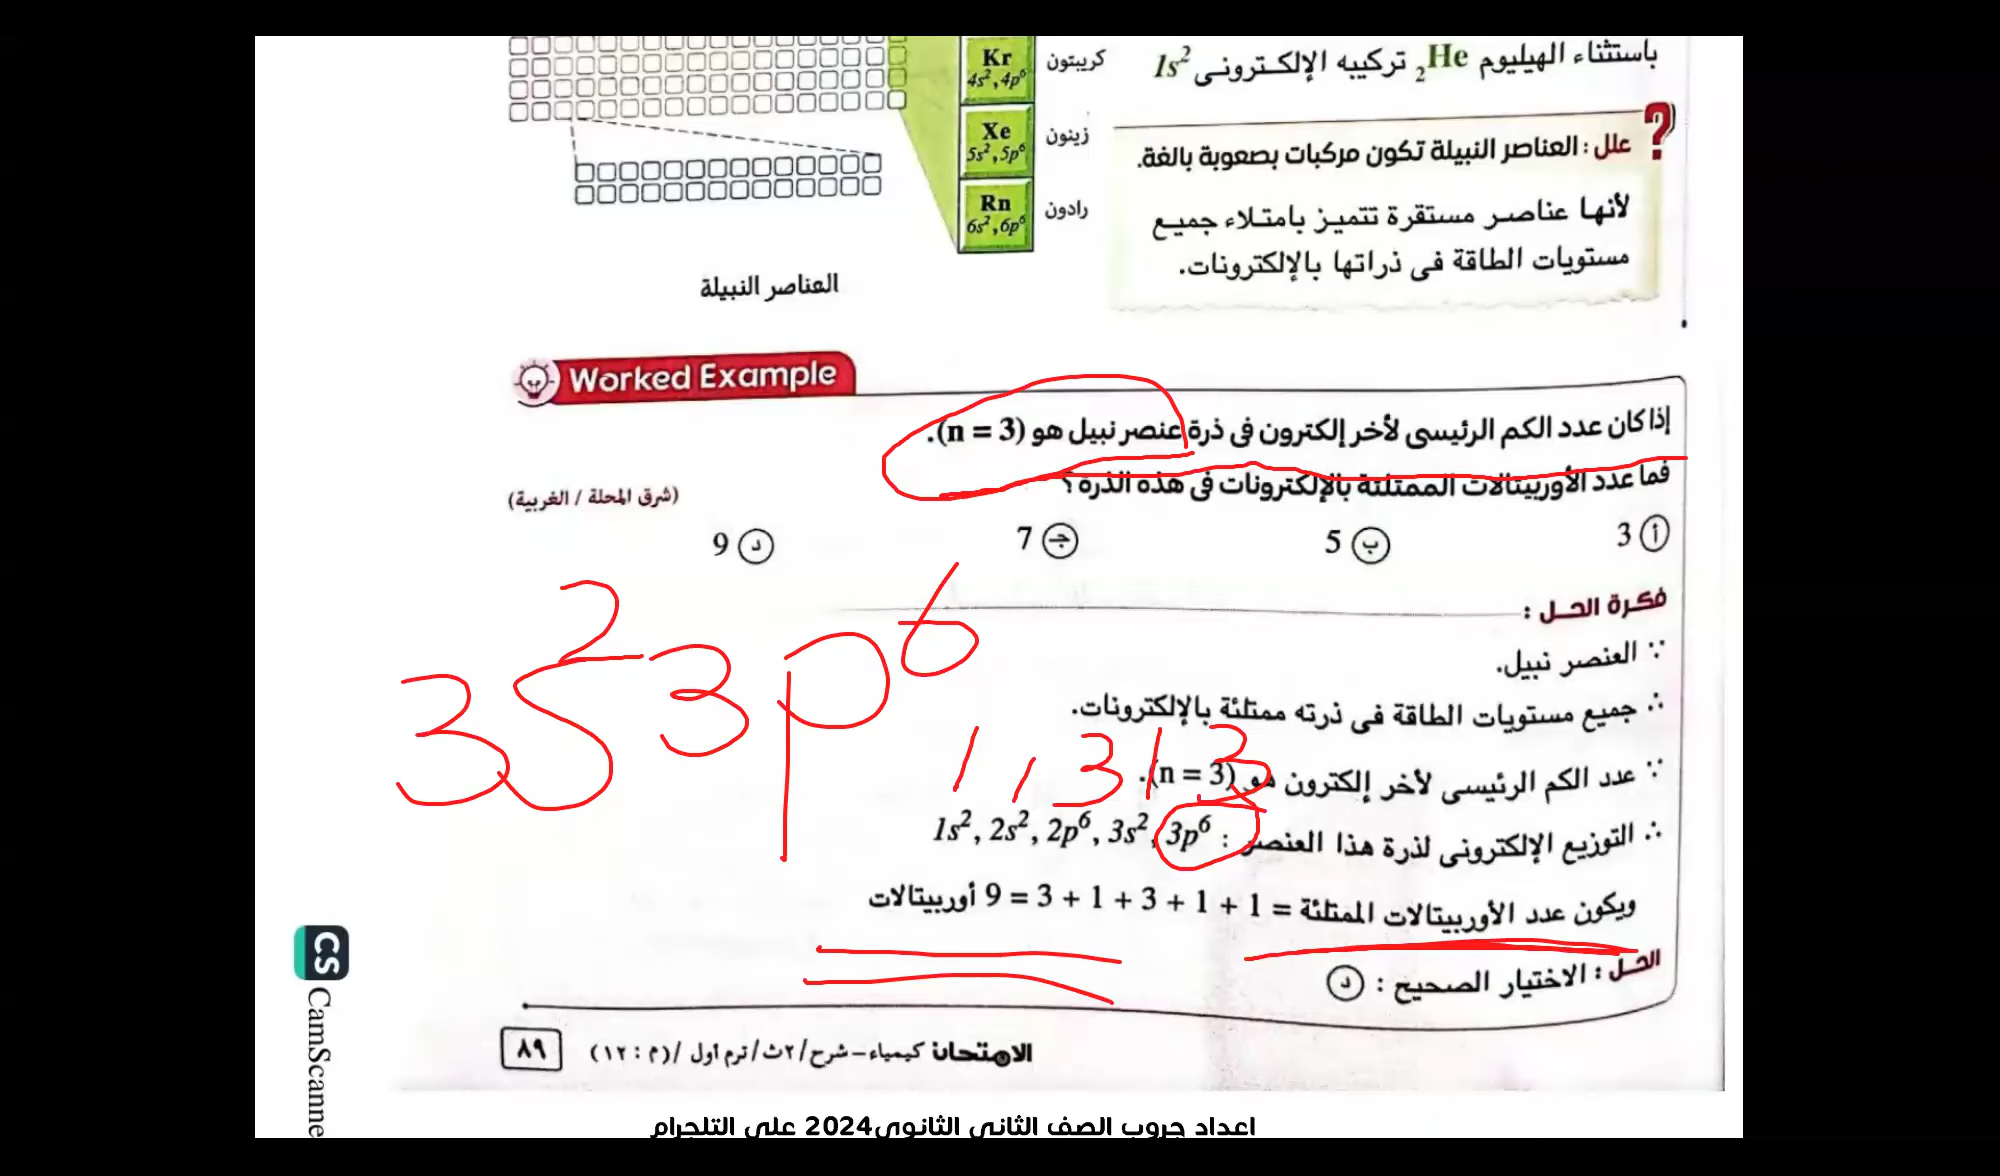 باستثناء الهيليوم ₂He تركيبه الإلكترونى 1s²
علل : العناصر النبيلة تكون مركبات بصعوبة بالغة.
لأنها عناصر مستقرة تتميز بامتلاء جميع
مستويات الطاقة فى ذراتها بالإلكترونات.
Kr
4s², 4p⁶
كريبتون
Xe
5s², 5p⁶
زينون
Rn
6s², 6p⁶
رادون
العناصر النبيلة
Worked Example
إذا كان عدد الكم الرئيسى لأخر إلكترون فى ذرة عنصر نبيل هو (n = 3).
فما عدد الأوربيتالات الممتلئة بالإلكترونات فى هذه الذرة ؟
(شرق المحلة / الغربية)
أ 3
ب 5
ج 7
د 9
فكرة الحل :
∵ العنصر نبيل.
∴ جميع مستويات الطاقة فى ذرته ممتلئة بالإلكترونات.
∵ عدد الكم الرئيسى لأخر إلكترون هو (n = 3).
∴ التوزيع الإلكترونى لذرة هذا العنصر : 1s², 2s², 2p⁶, 3s², 3p⁶
ويكون عدد الأوربيتالات الممتلئة = 1 + 1 + 3 + 1 + 3 = 9 أوربيتالات
الحل : الاختيار الصحيح : د
3S² 3p⁶
1, 3 1 3
الامتحان كيمياء – شرح / ٢ث / ترم أول / (م : ١٢)
٨٩
CS CamScanne
اعداد جروب الصف الثاني الثانوي2024 على التلجرام